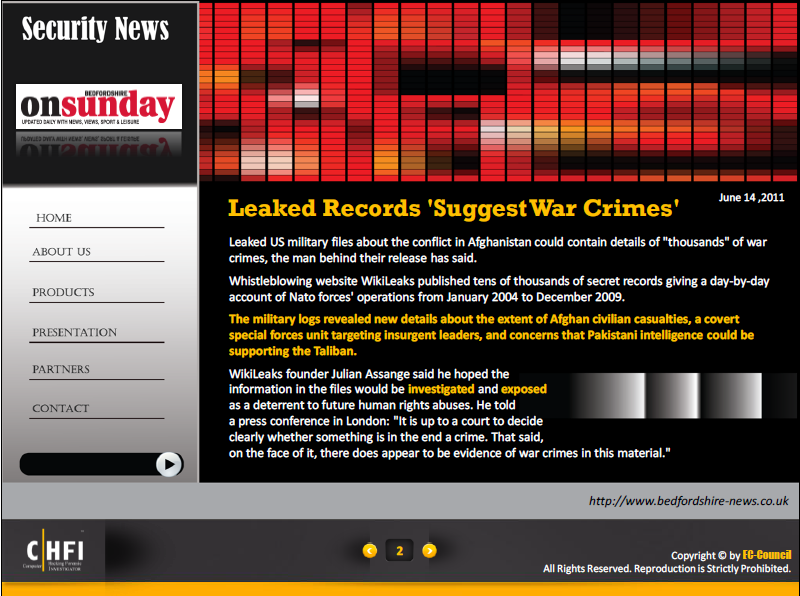 Security News
BEDFORDSHIRE
onsunday
UPDATED DAILY WITH NEWS, VIEWS, SPORT & LEISURE
HOME
ABOUT US
PRODUCTS
PRESENTATION
PARTNERS
CONTACT
June 14 ,2011
Leaked Records 'Suggest War Crimes'
Leaked US military files about the conflict in Afghanistan could contain details of "thousands" of war
crimes, the man behind their release has said.
Whistleblowing website WikiLeaks published tens of thousands of secret records giving a day-by-day
account of Nato forces' operations from January 2004 to December 2009.
The military logs revealed new details about the extent of Afghan civilian casualties, a covert
special forces unit targeting insurgent leaders, and concerns that Pakistani intelligence could be
supporting the Taliban.
WikiLeaks founder Julian Assange said he hoped the
information in the files would be investigated and exposed
as a deterrent to future human rights abuses. He told
a press conference in London: "It is up to a court to decide
clearly whether something is in the end a crime. That said,
on the face of it, there does appear to be evidence of war crimes in this material."
http://www.bedfordshire-news.co.uk
CHFI
Computer Hacking Forensic
INVESTIGATOR
2
Copyright © by EC-Council
All Rights Reserved. Reproduction is Strictly Prohibited.